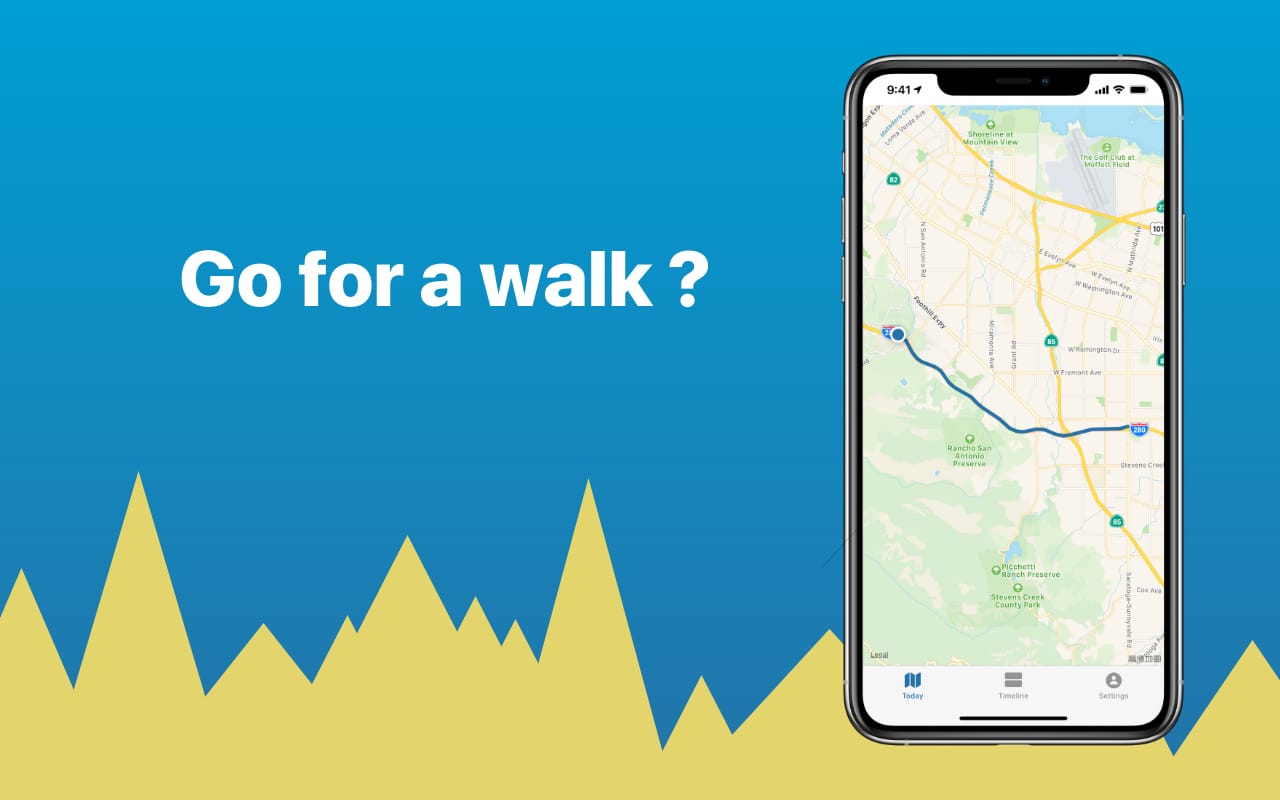 Go for a walk ?
9:41
Matadera Creek
Loma Verde Ave
Shoreline at
Mountain View
The Golf Club at
Moffett Field
82
Permanente Creek
101
N San Antonio Rd
E Evelyn Ave
N Mathilda Ave
W Evelyn Ave
W Washington Ave
Foothill Expy
Miramonte Ave
Grant Rd
85
W Remington Dr
W Fremont Ave
280
Rancho San
Antonio
Preserve
Stevens Cree
85
Picchetti
Ranch Preserve
Stevens Creek
County Park
Cox Ave
Saratoga-Sunnyvale Rd
Legal
Today
Timeline
Settings